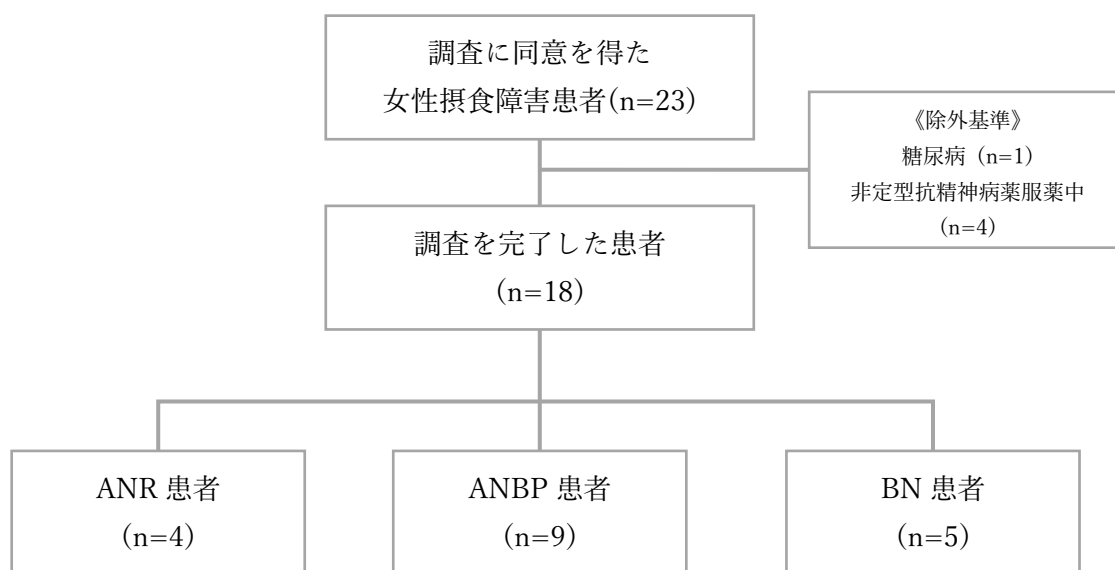 調査に同意を得た
女性摂食障害患者(n=23)
《除外基準》
糖尿病 (n=1)
非定型抗精神病薬服薬中
(n=4)
調査を完了した患者
(n=18)
ANR 患者
(n=4)
ANBP 患者
(n=9)
BN 患者
(n=5)